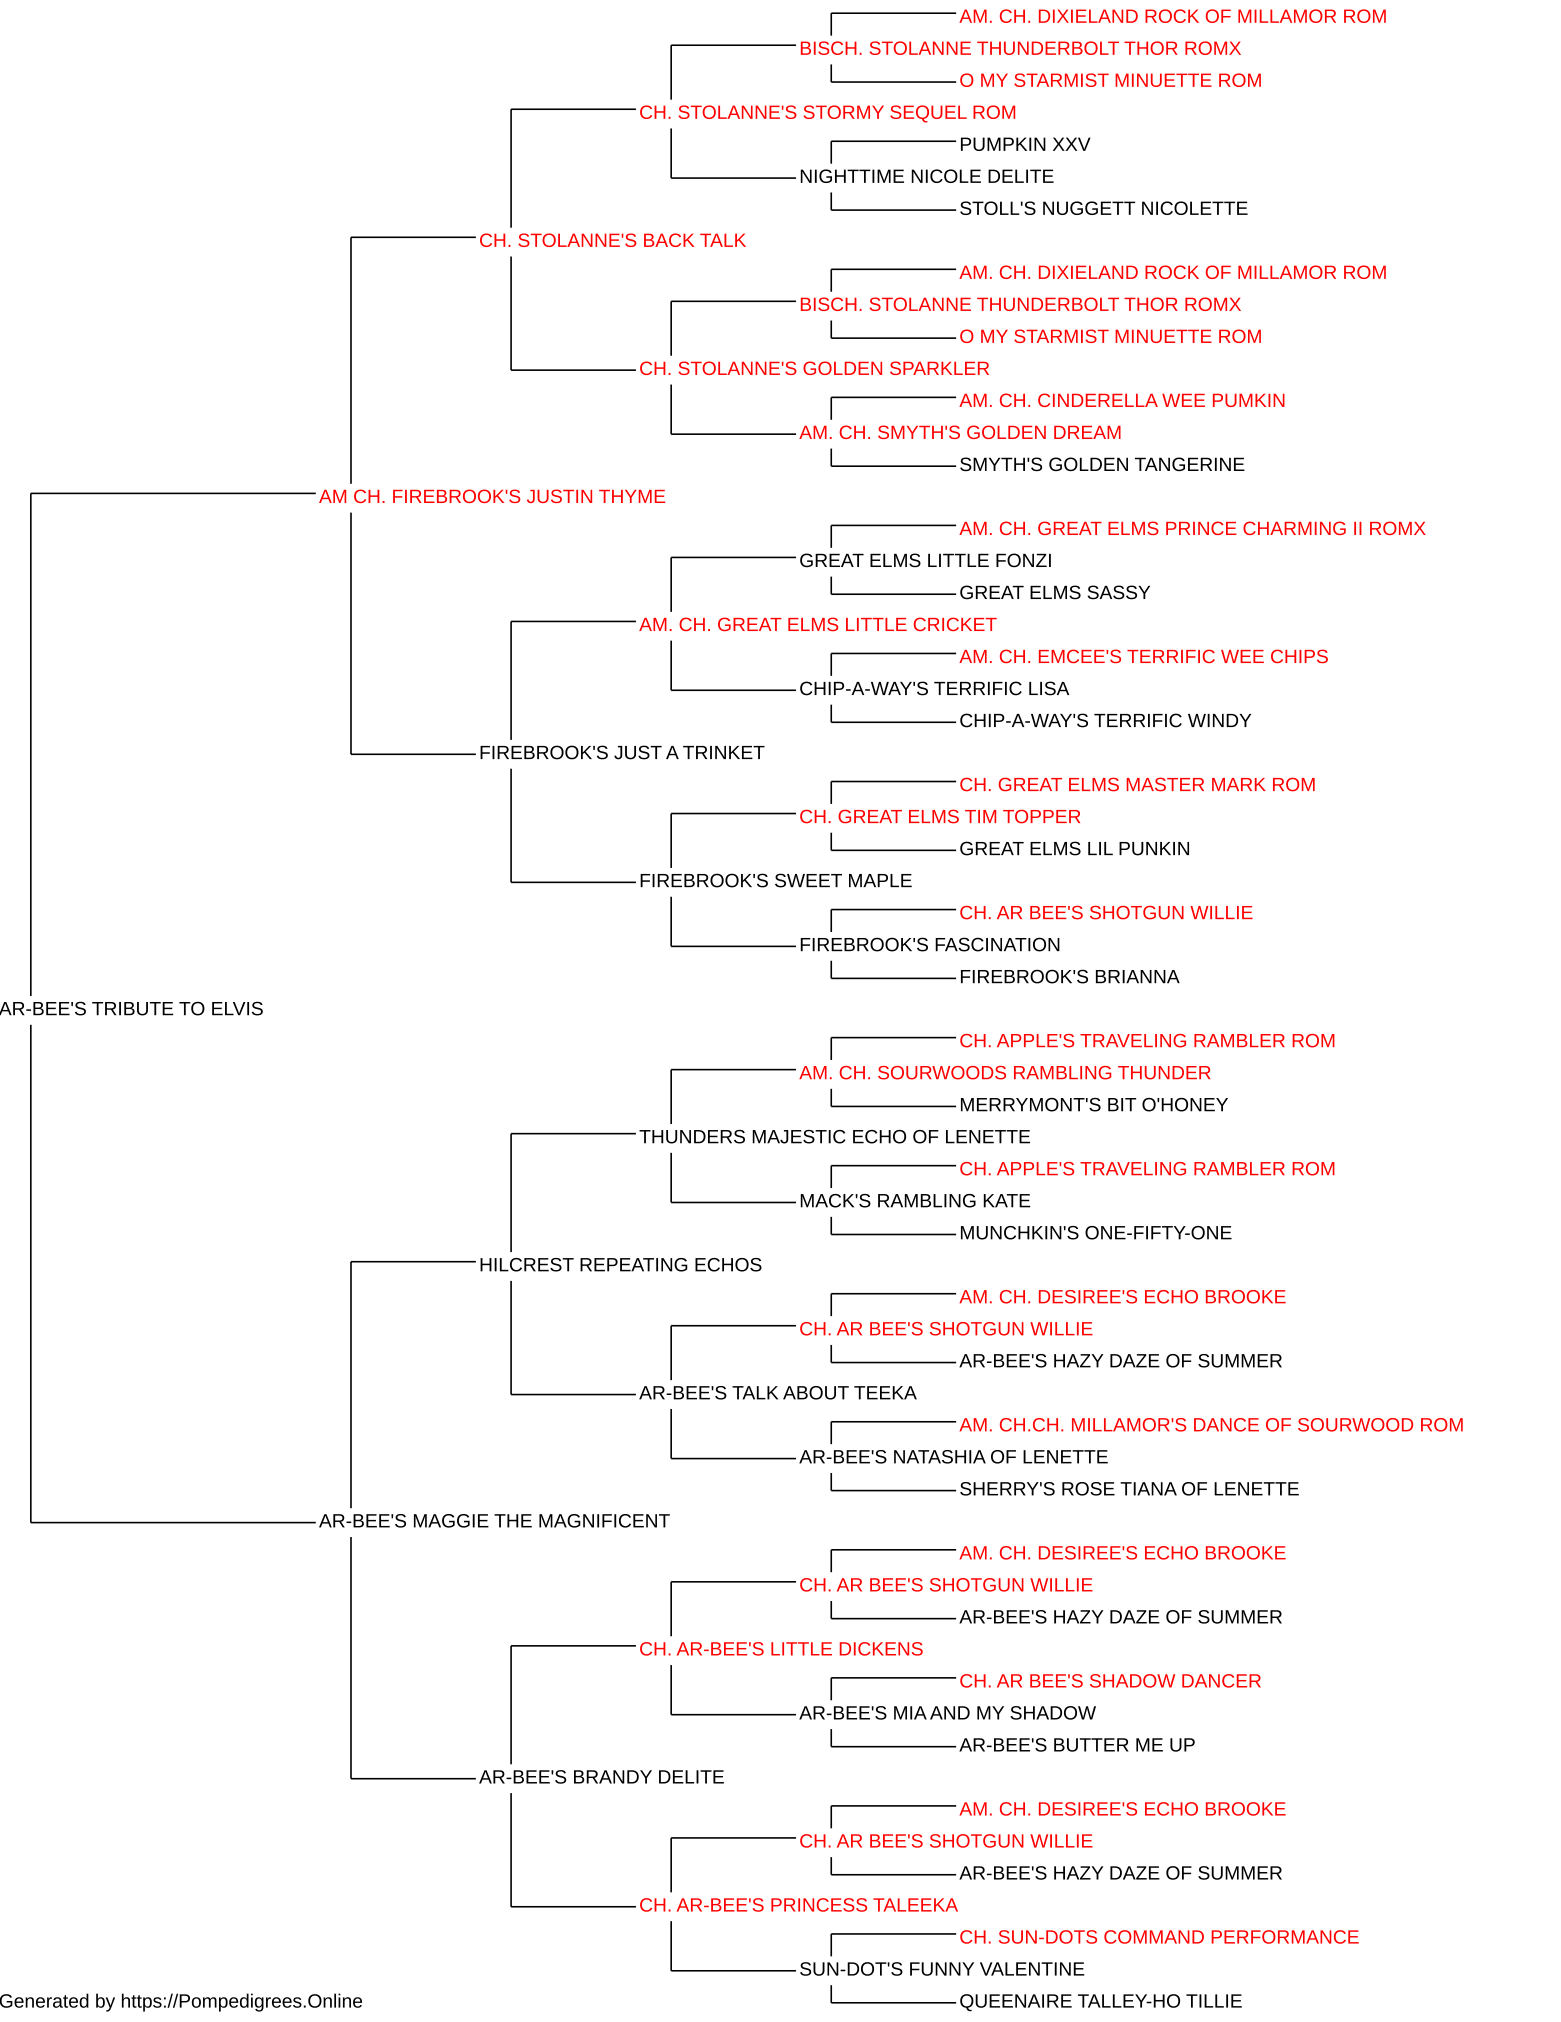 AM. CH. DIXIELAND ROCK OF MILLAMOR ROM
BISCH. STOLANNE THUNDERBOLT THOR ROMX
O MY STARMIST MINUETTE ROM
CH. STOLANNE'S STORMY SEQUEL ROM
PUMPKIN XXV
NIGHTTIME NICOLE DELITE
STOLL'S NUGGETT NICOLETTE
CH. STOLANNE'S BACK TALK
AM. CH. DIXIELAND ROCK OF MILLAMOR ROM
BISCH. STOLANNE THUNDERBOLT THOR ROMX
O MY STARMIST MINUETTE ROM
CH. STOLANNE'S GOLDEN SPARKLER
AM. CH. CINDERELLA WEE PUMKIN
AM. CH. SMYTH'S GOLDEN DREAM
SMYTH'S GOLDEN TANGERINE
AM CH. FIREBROOK'S JUSTIN THYME
AM. CH. GREAT ELMS PRINCE CHARMING II ROMX
GREAT ELMS LITTLE FONZI
GREAT ELMS SASSY
AM. CH. GREAT ELMS LITTLE CRICKET
AM. CH. EMCEE'S TERRIFIC WEE CHIPS
CHIP-A-WAY'S TERRIFIC LISA
CHIP-A-WAY'S TERRIFIC WINDY
FIREBROOK'S JUST A TRINKET
CH. GREAT ELMS MASTER MARK ROM
CH. GREAT ELMS TIM TOPPER
GREAT ELMS LIL PUNKIN
FIREBROOK'S SWEET MAPLE
CH. AR BEE'S SHOTGUN WILLIE
FIREBROOK'S FASCINATION
FIREBROOK'S BRIANNA
AR-BEE'S TRIBUTE TO ELVIS
CH. APPLE'S TRAVELING RAMBLER ROM
AM. CH. SOURWOODS RAMBLING THUNDER
MERRYMONT'S BIT O'HONEY
THUNDERS MAJESTIC ECHO OF LENETTE
CH. APPLE'S TRAVELING RAMBLER ROM
MACK'S RAMBLING KATE
MUNCHKIN'S ONE-FIFTY-ONE
HILCREST REPEATING ECHOS
AM. CH. DESIREE'S ECHO BROOKE
CH. AR BEE'S SHOTGUN WILLIE
AR-BEE'S HAZY DAZE OF SUMMER
AR-BEE'S TALK ABOUT TEEKA
AM. CH.CH. MILLAMOR'S DANCE OF SOURWOOD ROM
AR-BEE'S NATASHIA OF LENETTE
SHERRY'S ROSE TIANA OF LENETTE
AR-BEE'S MAGGIE THE MAGNIFICENT
AM. CH. DESIREE'S ECHO BROOKE
CH. AR BEE'S SHOTGUN WILLIE
AR-BEE'S HAZY DAZE OF SUMMER
CH. AR-BEE'S LITTLE DICKENS
CH. AR BEE'S SHADOW DANCER
AR-BEE'S MIA AND MY SHADOW
AR-BEE'S BUTTER ME UP
AR-BEE'S BRANDY DELITE
AM. CH. DESIREE'S ECHO BROOKE
CH. AR BEE'S SHOTGUN WILLIE
AR-BEE'S HAZY DAZE OF SUMMER
CH. AR-BEE'S PRINCESS TALEEKA
CH. SUN-DOTS COMMAND PERFORMANCE
SUN-DOT'S FUNNY VALENTINE
QUEENAIRE TALLEY-HO TILLIE
Generated by https://Pompedigrees.Online